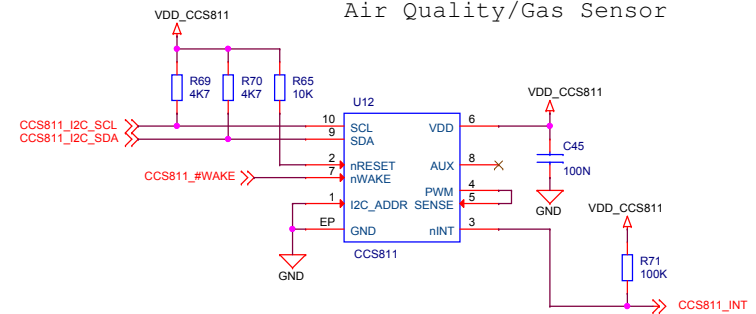 Air Quality/Gas Sensor
VDD_CCS811
R69
4K7
R70
4K7
R65
10K
U12
VDD_CCS811
CCS811_I2C_SCL
CCS811_I2C_SDA
10
SCL
VDD
6
9
SDA
C45
100N
2
nRESET
AUX
8
CCS811_#WAKE
7
nWAKE
PWM
4
1
I2C_ADDR
SENSE
5
GND
VDD_CCS811
EP
GND
nINT
3
CCS811
GND
R71
100K
CCS811_INT